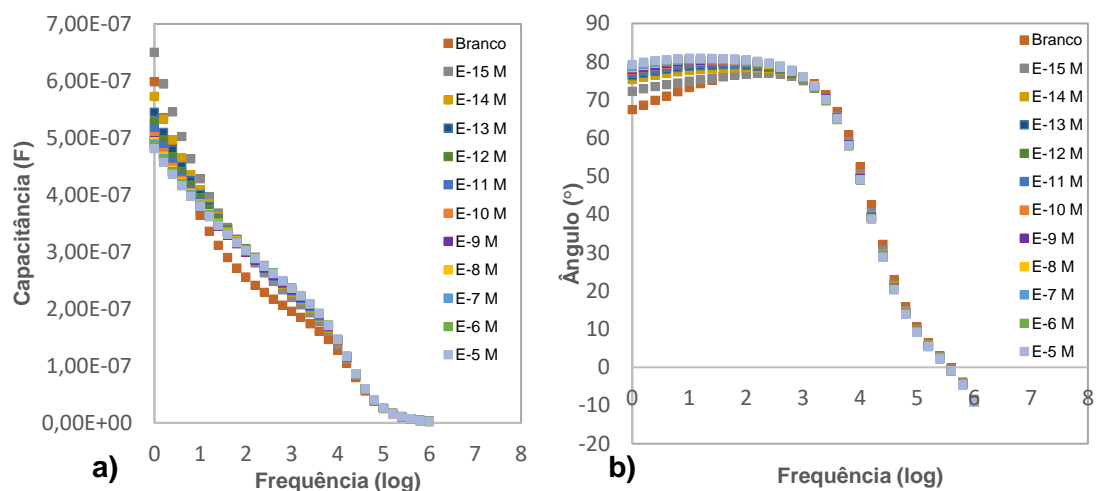 7,00E-07
6,00E-07
5,00E-07
4,00E-07
3,00E-07
2,00E-07
1,00E-07
0,00E+00
Capacitância (F)
0 1 2 3 4 5 6 7 8
Frequência (log)
a)
Branco
E-15 M
E-14 M
E-13 M
E-12 M
E-11 M
E-10 M
E-9 M
E-8 M
E-7 M
E-6 M
E-5 M
90
80
70
60
50
40
30
20
10
0
-10
-20
Ângulo (°)
0 1 2 3 4 5 6 7 8
Frequência (log)
b)
Branco
E-15 M
E-14 M
E-13 M
E-12 M
E-11 M
E-10 M
E-9 M
E-8 M
E-7 M
E-6 M
E-5 M